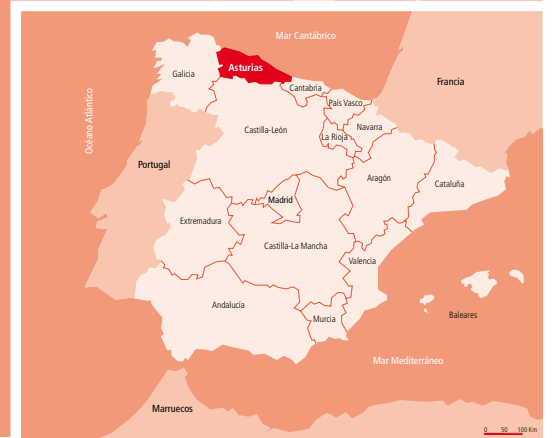 Mar Cantábrico
Asturias
Galicia
Francia
Cantabria
País Vasco
Océano Atlántico
Castilla-León
Navarra
La Rioja
Portugal
Aragón
Cataluña
Madrid
Extremadura
Castilla-La Mancha
Valencia
Andalucía
Murcia
Baleares
Mar Mediterráneo
Marruecos
0 50 100 Km